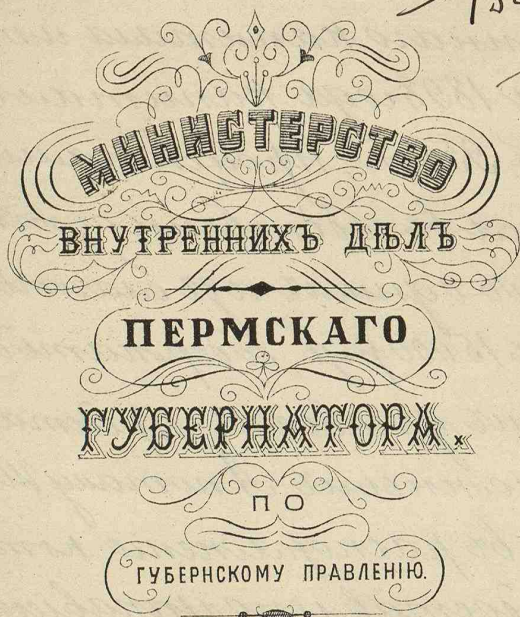 МИНИСТЕРСТВО
ВНУТРЕННИХЪ ДѢЛЪ
ПЕРМСКАГО
ГУБЕРНАТОРА.
ПО
ГУБЕРНСКОМУ ПРАВЛЕНІЮ.